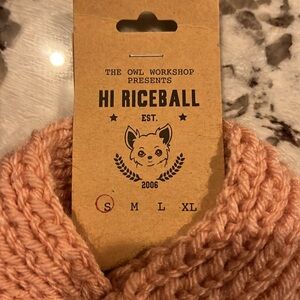 THE OWL WORKSHOP
PRESENTS
HI RICEBALL
EST.
2006
S M L XL